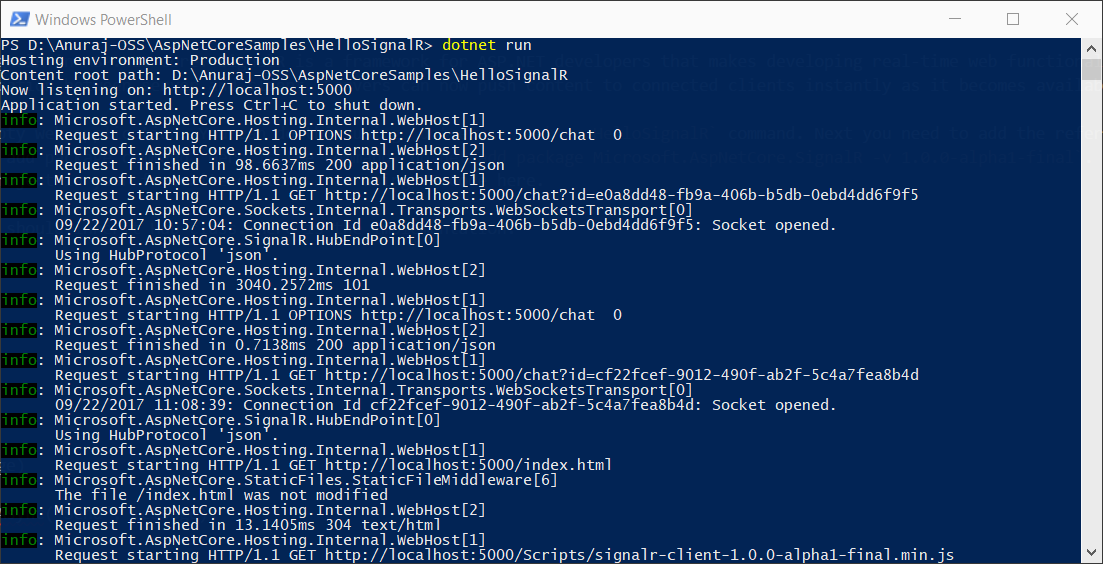 Windows PowerShell
PS D:\Anuraj-OSS\AspNetCoreSamples\HelloSignalR> dotnet run
Hosting environment: Production
Content root path: D:\Anuraj-OSS\AspNetCoreSamples\HelloSignalR
Now listening on: http://localhost:5000
Application started. Press Ctrl+C to shut down.
info: Microsoft.AspNetCore.Hosting.Internal.WebHost[1]
      Request starting HTTP/1.1 OPTIONS http://localhost:5000/chat  0
info: Microsoft.AspNetCore.Hosting.Internal.WebHost[2]
      Request finished in 98.6637ms 200 application/json
info: Microsoft.AspNetCore.Hosting.Internal.WebHost[1]
      Request starting HTTP/1.1 GET http://localhost:5000/chat?id=e0a8dd48-fb9a-406b-b5db-0ebd4dd6f9f5
info: Microsoft.AspNetCore.Sockets.Internal.Transports.WebSocketsTransport[0]
      09/22/2017 10:57:04: Connection Id e0a8dd48-fb9a-406b-b5db-0ebd4dd6f9f5: Socket opened.
info: Microsoft.AspNetCore.SignalR.HubEndPoint[0]
      Using HubProtocol 'json'.
info: Microsoft.AspNetCore.Hosting.Internal.WebHost[2]
      Request finished in 3040.2572ms 101
info: Microsoft.AspNetCore.Hosting.Internal.WebHost[1]
      Request starting HTTP/1.1 OPTIONS http://localhost:5000/chat  0
info: Microsoft.AspNetCore.Hosting.Internal.WebHost[2]
      Request finished in 0.7138ms 200 application/json
info: Microsoft.AspNetCore.Hosting.Internal.WebHost[1]
      Request starting HTTP/1.1 GET http://localhost:5000/chat?id=cf22fcef-9012-490f-ab2f-5c4a7fea8b4d
info: Microsoft.AspNetCore.Sockets.Internal.Transports.WebSocketsTransport[0]
      09/22/2017 11:08:39: Connection Id cf22fcef-9012-490f-ab2f-5c4a7fea8b4d: Socket opened.
info: Microsoft.AspNetCore.SignalR.HubEndPoint[0]
      Using HubProtocol 'json'.
info: Microsoft.AspNetCore.Hosting.Internal.WebHost[1]
      Request starting HTTP/1.1 GET http://localhost:5000/index.html
info: Microsoft.AspNetCore.StaticFiles.StaticFileMiddleware[6]
      The file /index.html was not modified
info: Microsoft.AspNetCore.Hosting.Internal.WebHost[2]
      Request finished in 13.1405ms 304 text/html
info: Microsoft.AspNetCore.Hosting.Internal.WebHost[1]
      Request starting HTTP/1.1 GET http://localhost:5000/Scripts/signalr-client-1.0.0-alpha1-final.min.js